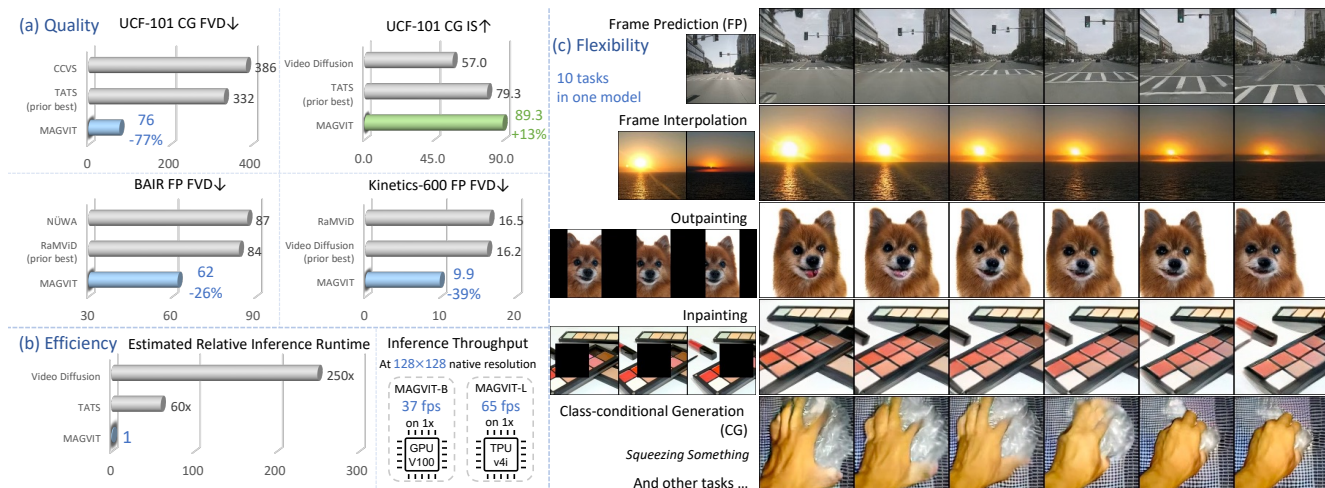 (a) Quality
UCF-101 CG FVD↓
CCVS
386
TATS
(prior best)
332
MAGVIT
76
-77%
0
200
400
UCF-101 CG IS↑
Video Diffusion
57.0
TATS
(prior best)
79.3
MAGVIT
89.3
+13%
0.0
45.0
90.0
BAIR FP FVD↓
NÜWA
87
RaMViD
(prior best)
84
MAGVIT
62
-26%
30
60
90
Kinetics-600 FP FVD↓
RaMViD
16.5
Video Diffusion
(prior best)
16.2
MAGVIT
9.9
-39%
0
10
20
(b) Efficiency
Estimated Relative Inference Runtime
Video Diffusion
250x
TATS
60x
MAGVIT
1
0
100
200
300
Inference Throughput
At 128×128 native resolution
MAGVIT-B
37 fps
on 1x
GPU
V100
MAGVIT-L
65 fps
on 1x
TPU
v4i
Frame Prediction (FP)
(c) Flexibility
10 tasks
in one model
Frame Interpolation
Outpainting
Inpainting
Class-conditional Generation
(CG)
Squeezing Something
And other tasks ...